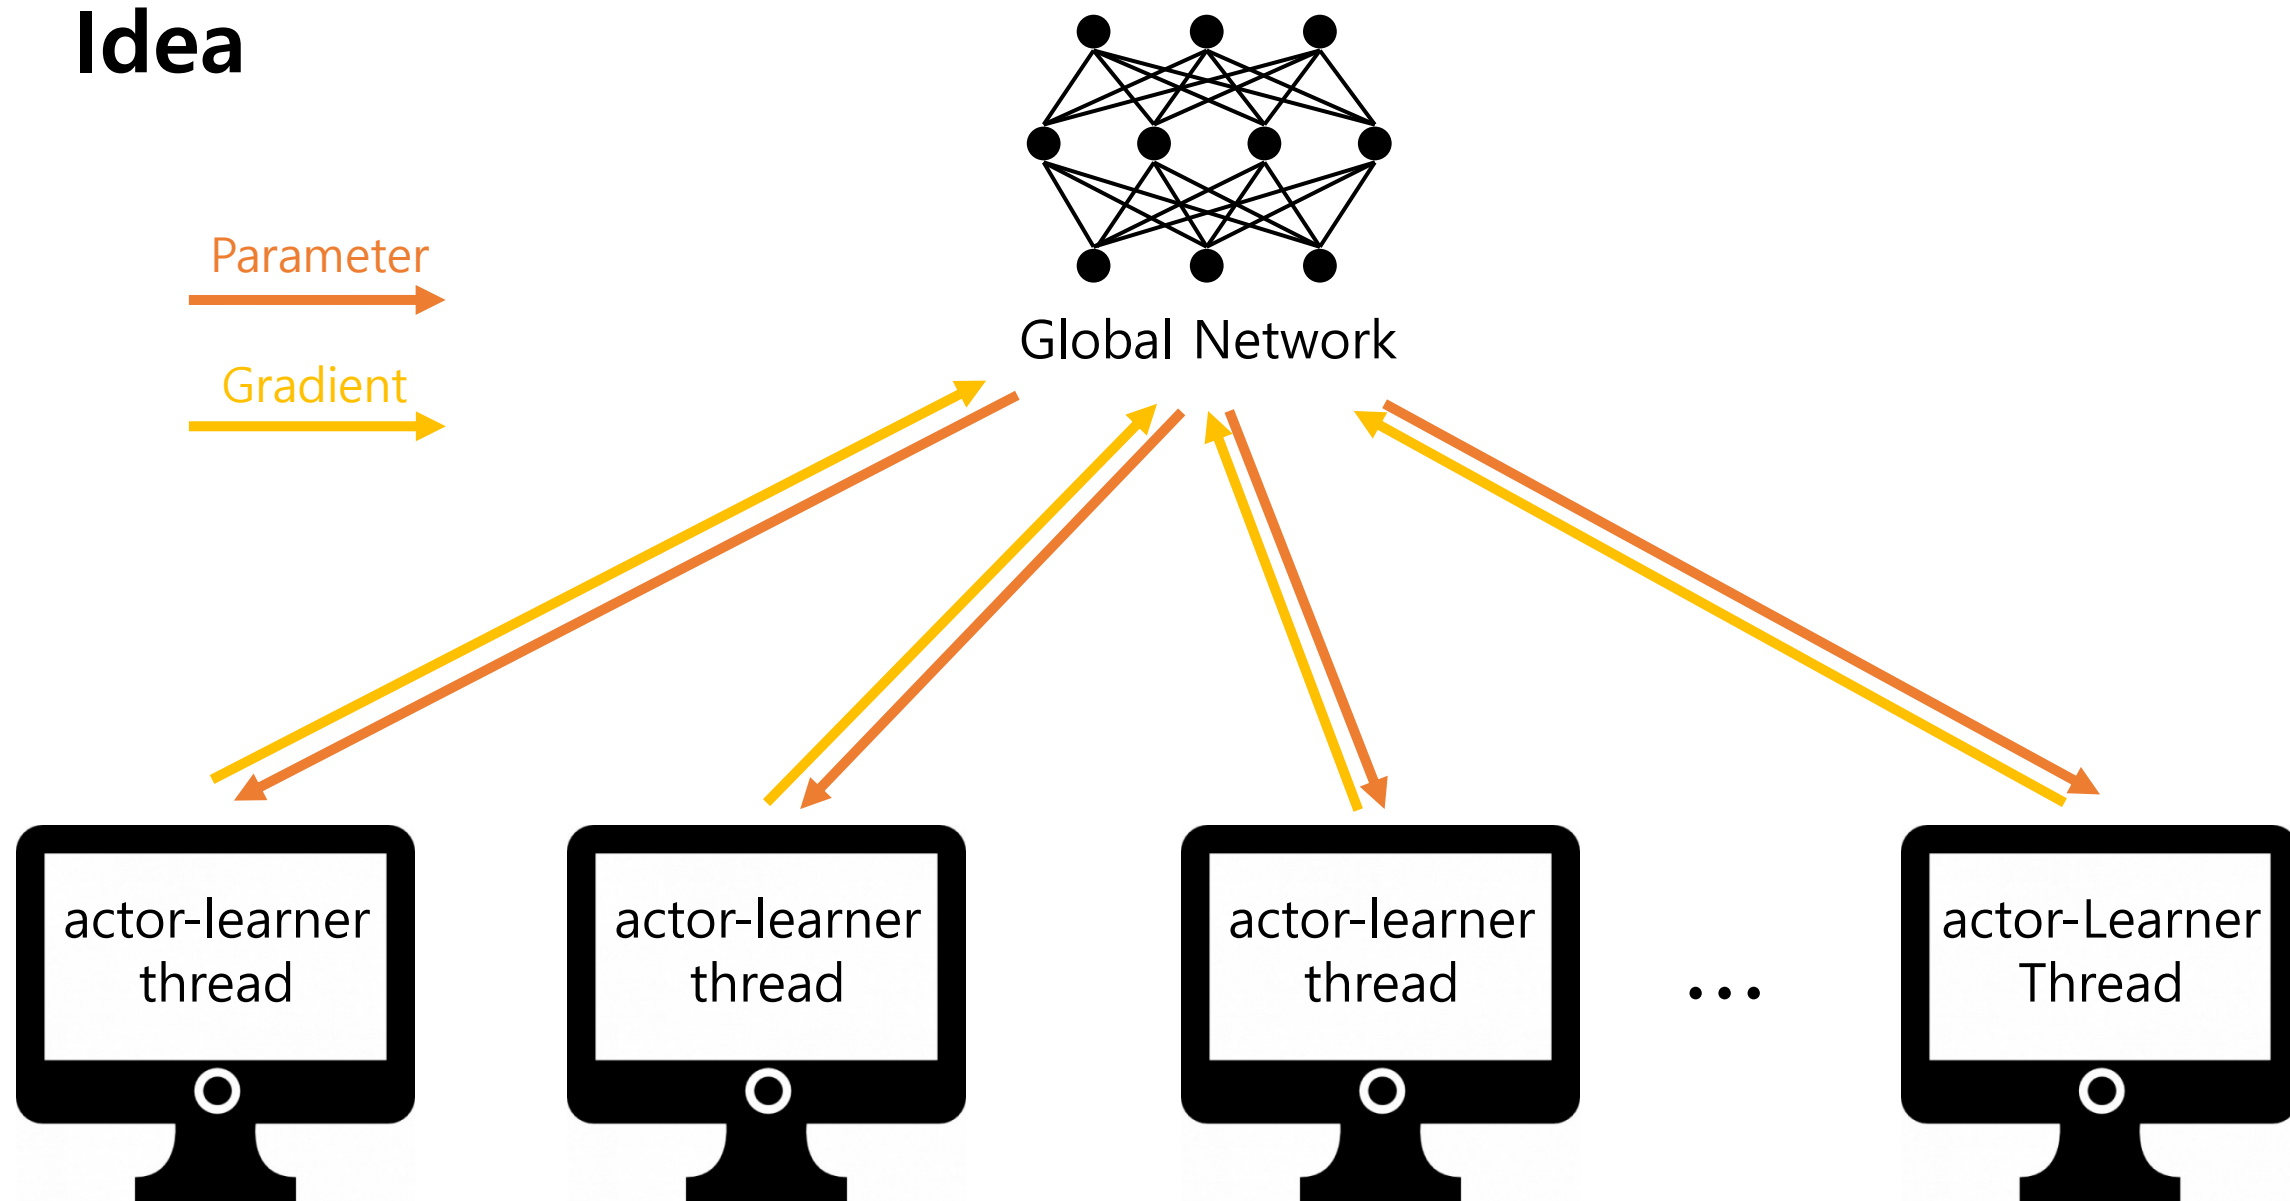 Idea
Parameter
Gradient
Global Network
actor-learner
thread
actor-learner
thread
actor-learner
thread
...
actor-Learner
Thread